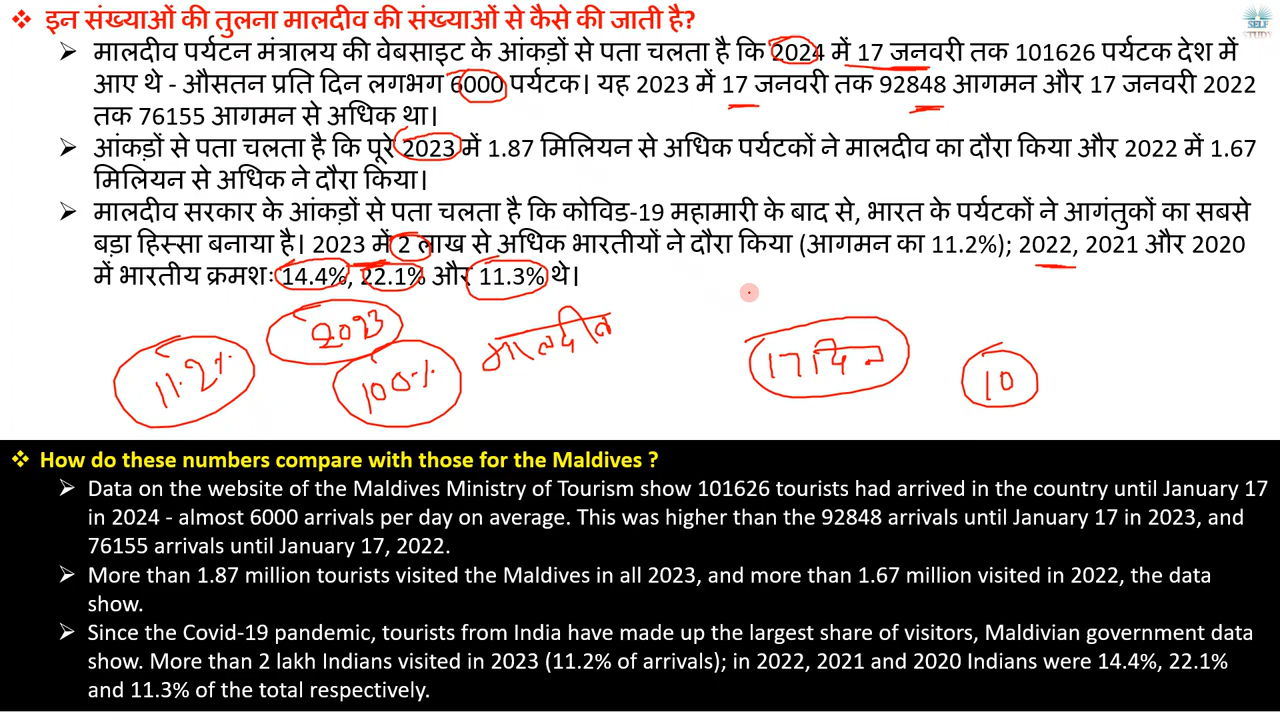 ❖ इन संख्याओं की तुलना मालदीव की संख्याओं से कैसे की जाती है?
SELF STUDY
➢ मालदीव पर्यटन मंत्रालय की वेबसाइट के आंकड़ों से पता चलता है कि 2024 में 17 जनवरी तक 101626 पर्यटक देश में
आए थे - औसतन प्रति दिन लगभग 6000 पर्यटक। यह 2023 में 17 जनवरी तक 92848 आगमन और 17 जनवरी 2022
तक 76155 आगमन से अधिक था।
➢ आंकड़ों से पता चलता है कि पूरे 2023 में 1.87 मिलियन से अधिक पर्यटकों ने मालदीव का दौरा किया और 2022 में 1.67
मिलियन से अधिक ने दौरा किया।
➢ मालदीव सरकार के आंकड़ों से पता चलता है कि कोविड-19 महामारी के बाद से, भारत के पर्यटकों ने आगंतुकों का सबसे
बड़ा हिस्सा बनाया है। 2023 में 2 लाख से अधिक भारतीयों ने दौरा किया (आगमन का 11.2%); 2022, 2021 और 2020
में भारतीय क्रमशः 14.4%, 22.1% और 11.3% थे।
2023 मालदीव
11.2% 100% 17 दिन 10
❖ How do these numbers compare with those for the Maldives ?
➢ Data on the website of the Maldives Ministry of Tourism show 101626 tourists had arrived in the country until January 17
in 2024 - almost 6000 arrivals per day on average. This was higher than the 92848 arrivals until January 17 in 2023, and
76155 arrivals until January 17, 2022.
➢ More than 1.87 million tourists visited the Maldives in all 2023, and more than 1.67 million visited in 2022, the data
show.
➢ Since the Covid-19 pandemic, tourists from India have made up the largest share of visitors, Maldivian government data
show. More than 2 lakh Indians visited in 2023 (11.2% of arrivals); in 2022, 2021 and 2020 Indians were 14.4%, 22.1%
and 11.3% of the total respectively.